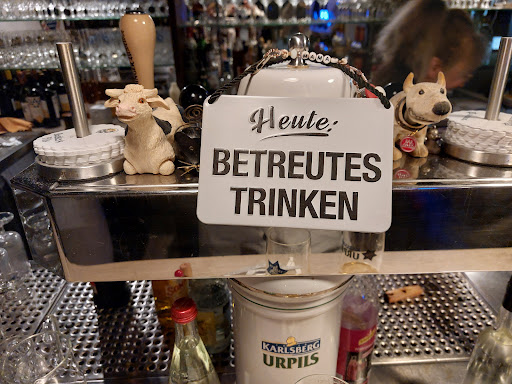 Heute:
BETREUTES
TRINKEN
KARLSBERG
URPILS